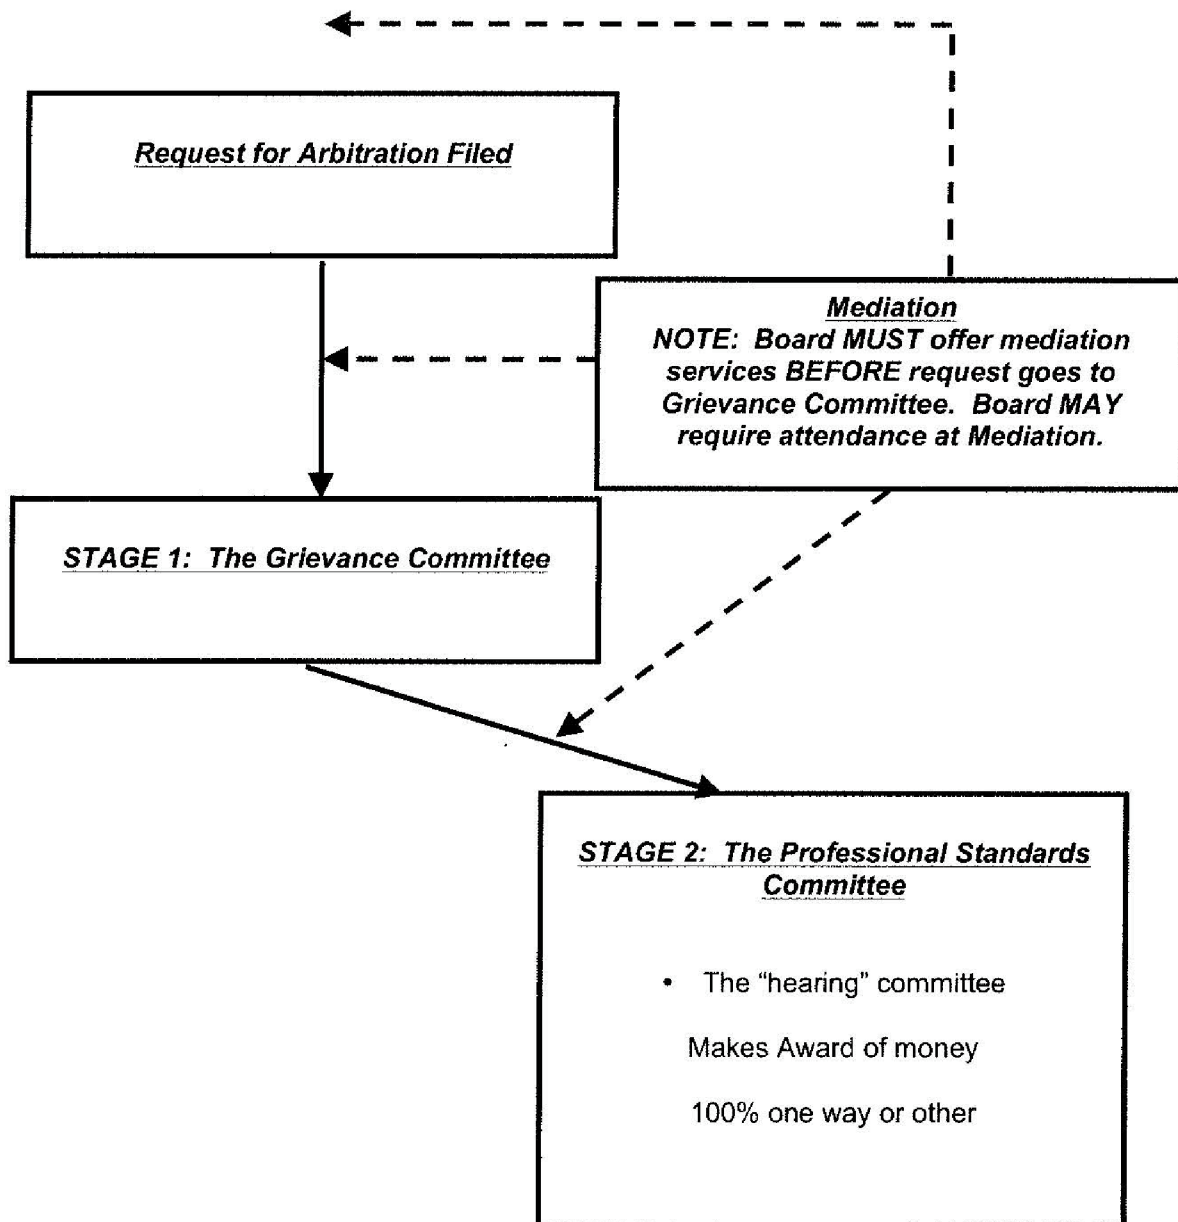 Request for Arbitration Filed
Mediation
NOTE: Board MUST offer mediation
services BEFORE request goes to
Grievance Committee. Board MAY
require attendance at Mediation.
STAGE 1: The Grievance Committee
STAGE 2: The Professional Standards
Committee
• The “hearing” committee
Makes Award of money
100% one way or other